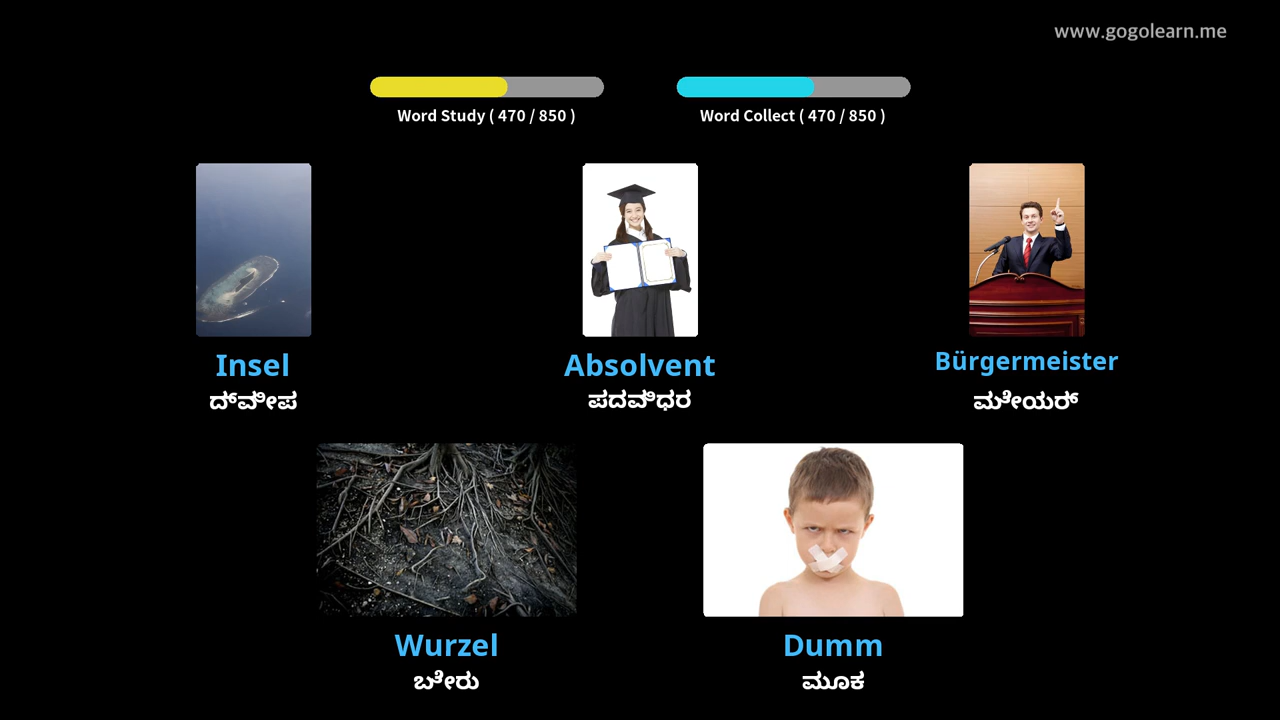 www.gogolearn.me
Word Study ( 470 / 850 )
Word Collect ( 470 / 850 )
Insel
Absolvent
Bürgermeister
ದ್ವೀಪ
ಪದವಿಧರ
ಮೇಯರ್
Wurzel
Dumm
ಬೇರು
ಮೂಕ